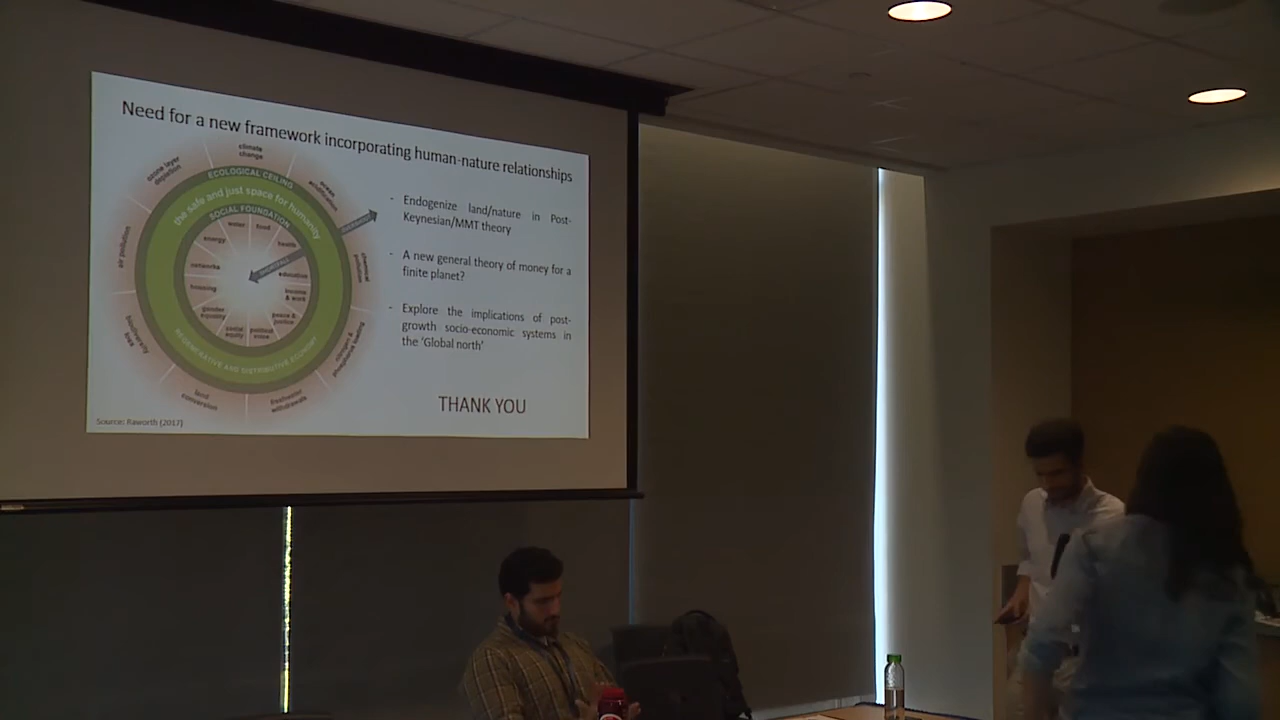 Need for a new framework incorporating human-nature relationships
climate
change
ozone layer
depletion
ocean
acidification
ECOLOGICAL CEILING
the safe and just space for humanity
SOCIAL FOUNDATION
water
food
energy
health
networks
education
housing
income
& work
gender
equality
peace &
justice
social
equity
political
voice
air pollution
chemical
pollution
biodiversity
loss
nitrogen &
phosphorus loading
REGENERATIVE AND DISTRIBUTIVE ECONOMY
land
conversion
freshwater
withdrawals
- Endogenize land/nature in Post-
Keynesian/MMT theory
- A new general theory of money for a
finite planet?
- Explore the implications of post-
growth socio-economic systems in
the 'Global north'
THANK YOU
Source: Raworth (2017)